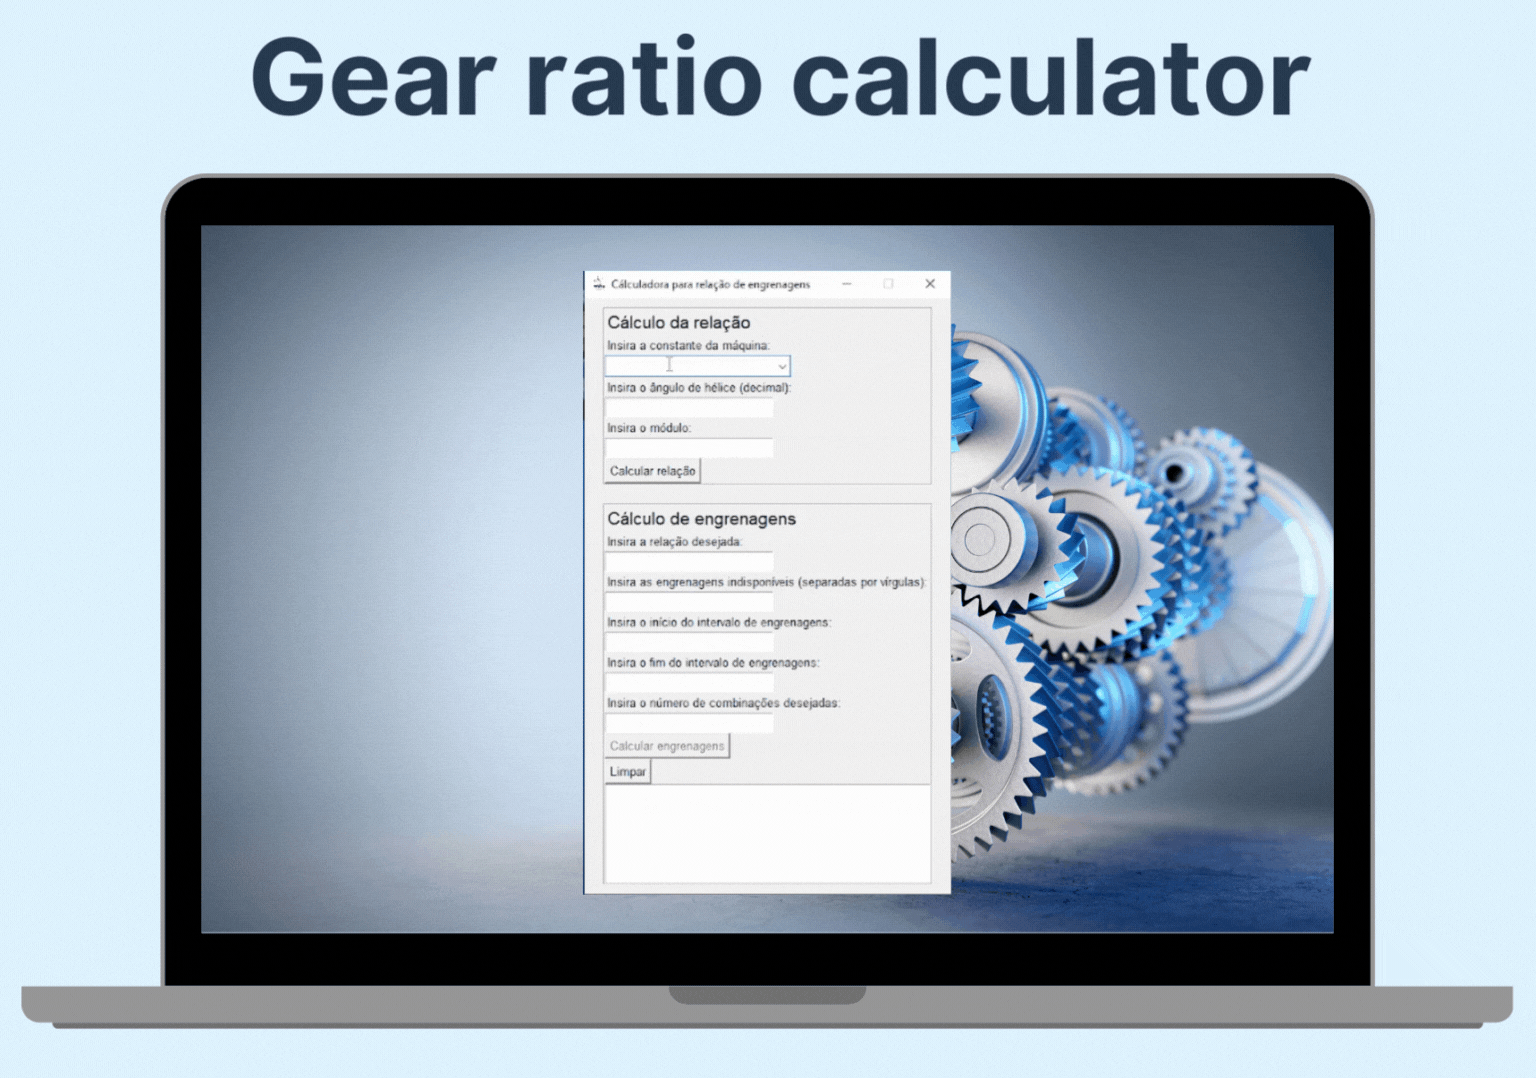 Gear ratio calculator
Cálculadora para relação de engrenagens
Cálculo da relação
Insira a constante da máquina:
Insira o ângulo de hélice (decimal):
Insira o módulo:
Calcular relação
Cálculo de engrenagens
Insira a relação desejada:
Insira as engrenagens indisponíveis (separadas por vírgulas):
Insira o início do intervalo de engrenagens:
Insira o fim do intervalo de engrenagens:
Insira o número de combinações desejadas:
Calcular engrenagens
Limpar